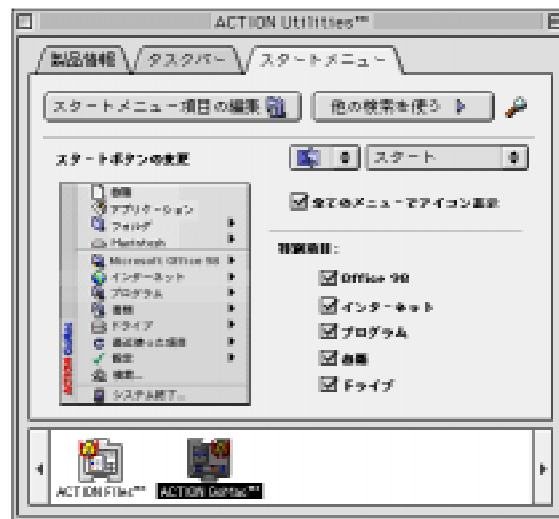 ACTION Utilities™
製品情報
タスクバー
スタートメニュー
スタートメニュー項目の編集
他の検索を使う
スタートボタンの変更
スタート
書類
アプリケーション
フォルダ
Macintosh
Microsoft Office 98
インターネット
プログラム
書類
ドライブ
最近使った項目
設定
検索...
システム終了...
全てのメニューでアイコン表示
特別項目:
Office 98
インターネット
プログラム
書類
ドライブ
ACTION Files™
ACTION GoMac™